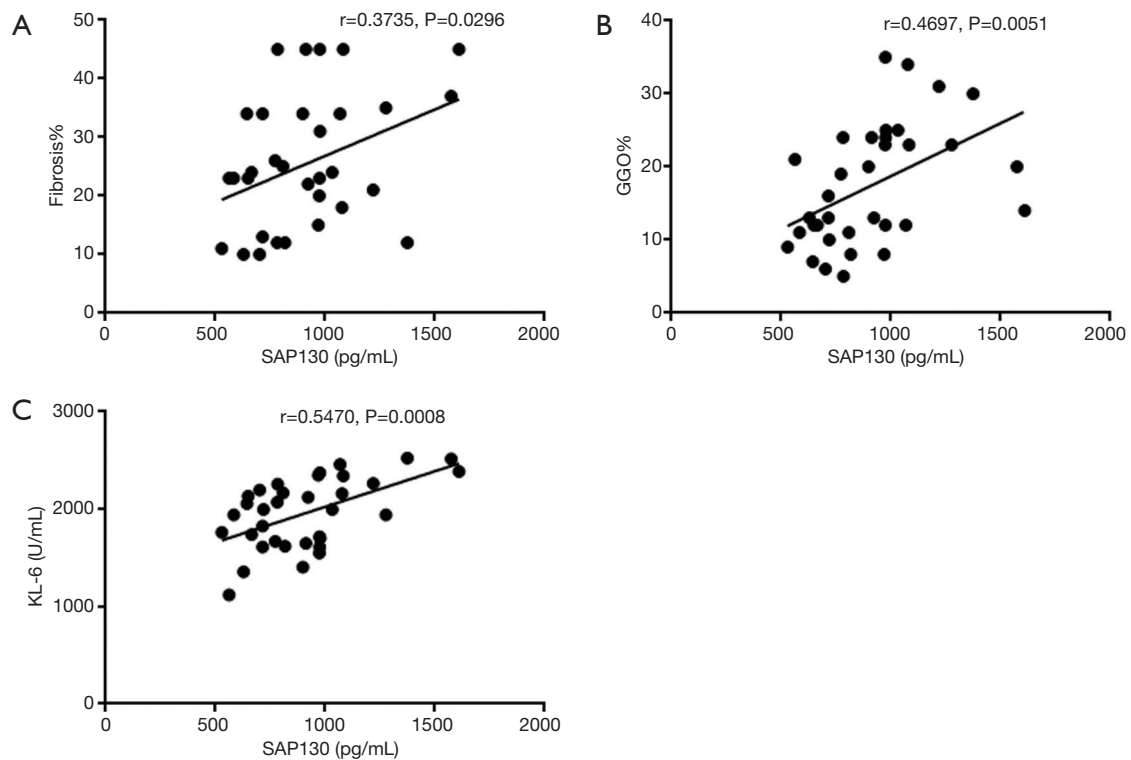 A
r=0.3735, P=0.0296
50
40
30
20
10
0
Fibrosis%
0 500 1000 1500 2000
SAP130 (pg/mL)
B
r=0.4697, P=0.0051
40
30
20
10
0
GGO%
0 500 1000 1500 2000
SAP130 (pg/mL)
C
r=0.5470, P=0.0008
3000
2000
1000
0
KL-6 (U/mL)
0 500 1000 1500 2000
SAP130 (pg/mL)